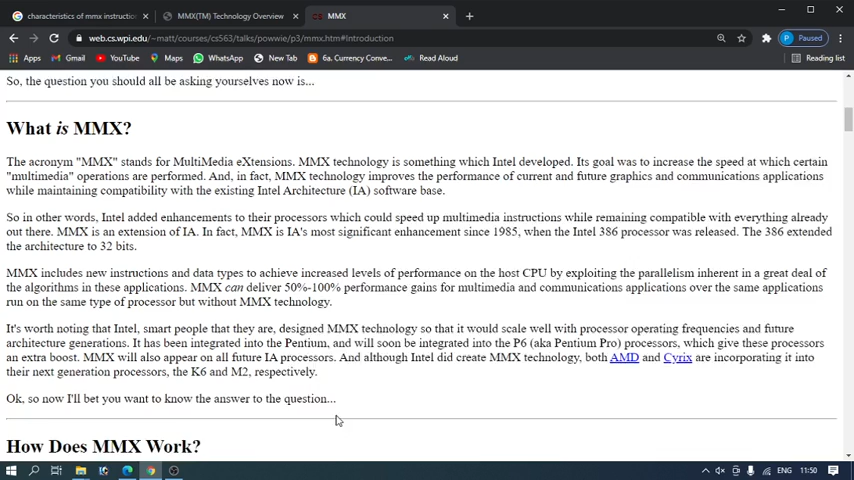 characteristics of mmx instruction
MMX(TM) Technology Overview
MMX
web.cs.wpi.edu/~matt/courses/cs563/talks/powwie/p3/mmx.htm#Introduction
Paused
Apps Gmail YouTube Maps WhatsApp New Tab 6a. Currency Conve... Read Aloud Reading list
So, the question you should all be asking yourselves now is...
What is MMX?
The acronym "MMX" stands for MultiMedia eXtensions. MMX technology is something which Intel developed. Its goal was to increase the speed at which certain
"multimedia" operations are performed. And, in fact, MMX technology improves the performance of current and future graphics and communications applications
while maintaining compatibility with the existing Intel Architecture (IA) software base.
So in other words, Intel added enhancements to their processors which could speed up multimedia instructions while remaining compatible with everything already
out there. MMX is an extension of IA. In fact, MMX is IA's most significant enhancement since 1985, when the Intel 386 processor was released. The 386 extended
the architecture to 32 bits.
MMX includes new instructions and data types to achieve increased levels of performance on the host CPU by exploiting the parallelism inherent in a great deal of
the algorithms in these applications. MMX can deliver 50%-100% performance gains for multimedia and communications applications over the same applications
run on the same type of processor but without MMX technology.
It's worth noting that Intel, smart people that they are, designed MMX technology so that it would scale well with processor operating frequencies and future
architecture generations. It has been integrated into the Pentium, and will soon be integrated into the P6 (aka Pentium Pro) processors, which give these processors
an extra boost. MMX will also appear on all future IA processors. And although Intel did create MMX technology, both AMD and Cyrix are incorporating it into
their next generation processors, the K6 and M2, respectively.
Ok, so now I'll bet you want to know the answer to the question...
How Does MMX Work?
ENG 11:50